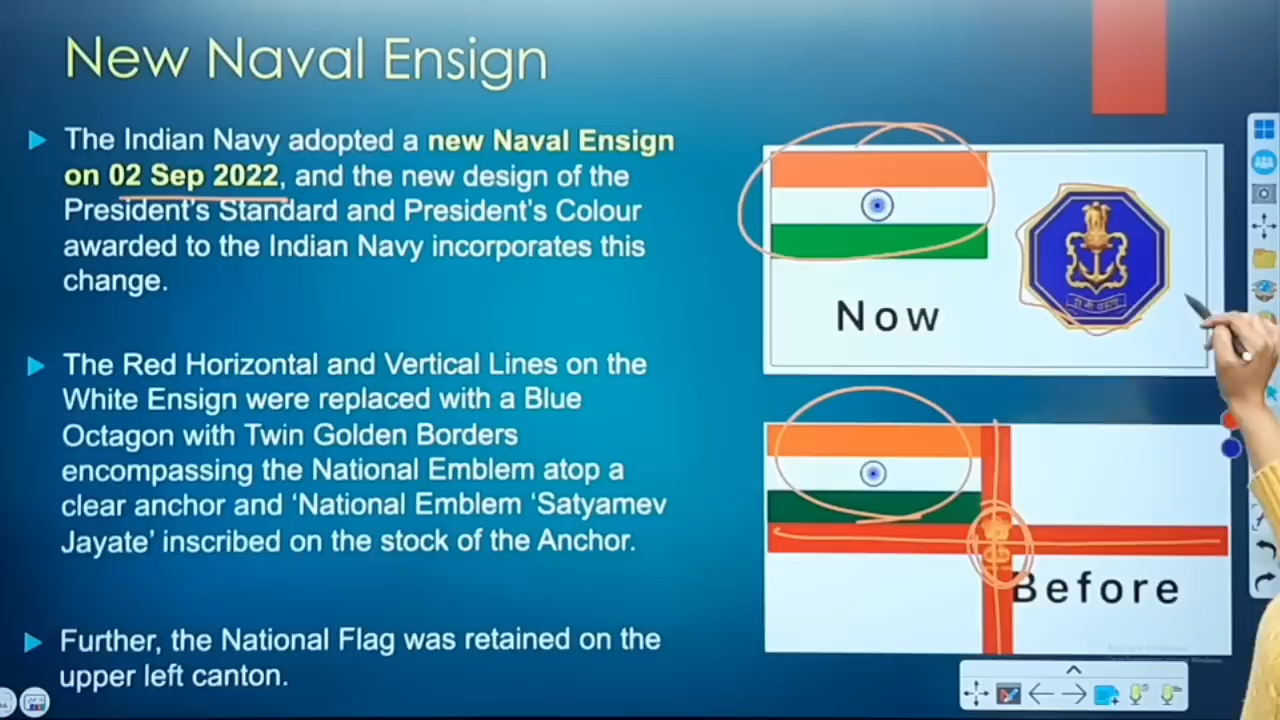 New Naval Ensign
The Indian Navy adopted a new Naval Ensign
on 02 Sep 2022, and the new design of the
President's Standard and President's Colour
awarded to the Indian Navy incorporates this
change.
The Red Horizontal and Vertical Lines on the
White Ensign were replaced with a Blue
Octagon with Twin Golden Borders
encompassing the National Emblem atop a
clear anchor and ‘National Emblem ‘Satyamev
Jayate’ inscribed on the stock of the Anchor.
Further, the National Flag was retained on the
upper left canton.
Now
Before